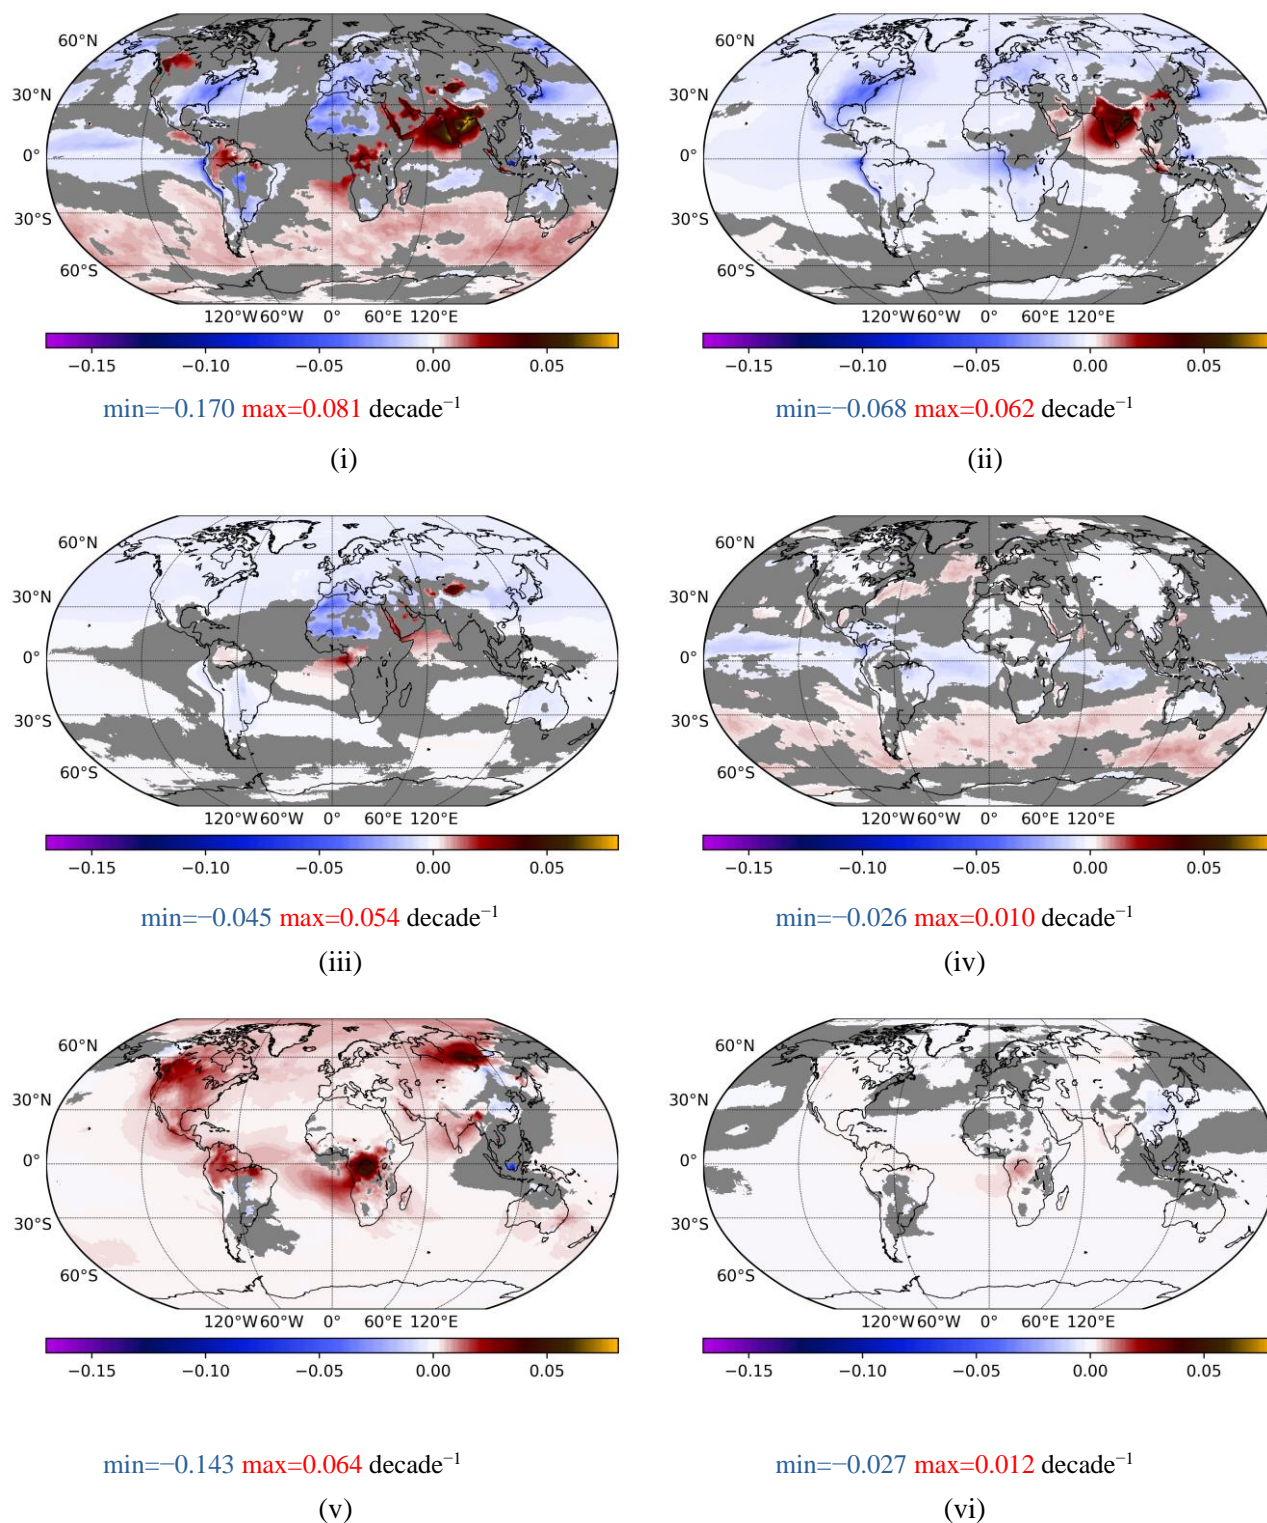 60°N
30°N
0°
30°S
60°S
120°W 60°W 0° 60°E 120°E
−0.15 −0.10 −0.05 0.00 0.05
min=−0.170 max=0.081 decade⁻¹
(i)
60°N
30°N
0°
30°S
60°S
120°W 60°W 0° 60°E 120°E
−0.15 −0.10 −0.05 0.00 0.05
min=−0.068 max=0.062 decade⁻¹
(ii)
60°N
30°N
0°
30°S
60°S
120°W 60°W 0° 60°E 120°E
−0.15 −0.10 −0.05 0.00 0.05
min=−0.045 max=0.054 decade⁻¹
(iii)
60°N
30°N
0°
30°S
60°S
120°W 60°W 0° 60°E 120°E
−0.15 −0.10 −0.05 0.00 0.05
min=−0.026 max=0.010 decade⁻¹
(iv)
60°N
30°N
0°
30°S
60°S
120°W 60°W 0° 60°E 120°E
−0.15 −0.10 −0.05 0.00 0.05
min=−0.143 max=0.064 decade⁻¹
(v)
60°N
30°N
0°
30°S
60°S
120°W 60°W 0° 60°E 120°E
−0.15 −0.10 −0.05 0.00 0.05
min=−0.027 max=0.012 decade⁻¹
(vi)